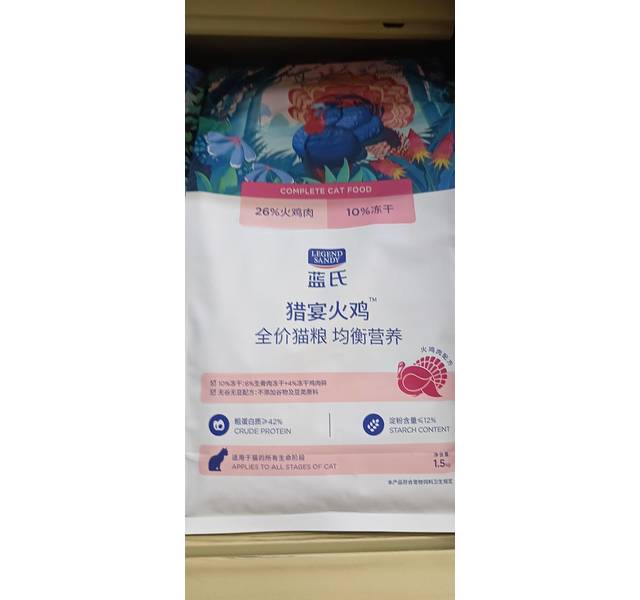 COMPLETE CAT FOOD
26%火鸡肉 10%冻干
LEGEND
SANDY
蓝氏
猎宴火鸡™
全价猫粮 均衡营养
火鸡肉配方
10%冻干:6%生骨肉冻干+4%冻干鸡肉碎
无谷无豆配方:不添加谷物及豆类原料
粗蛋白质≥42%
CRUDE PROTEIN
淀粉含量≤12%
STARCH CONTENT
适用于猫的所有生命阶段
APPLIES TO ALL STAGES OF CAT
净含量
1.5kg
本产品符合宠物饲料卫生规定